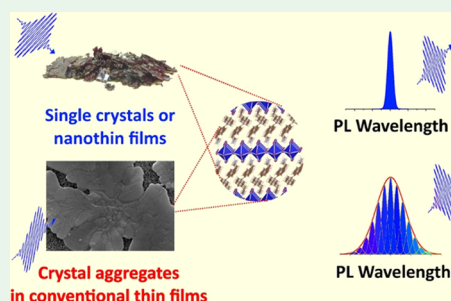 Single crystals or
nanothin films
PL Wavelength
Crystal aggregates
in conventional thin films
PL Wavelength